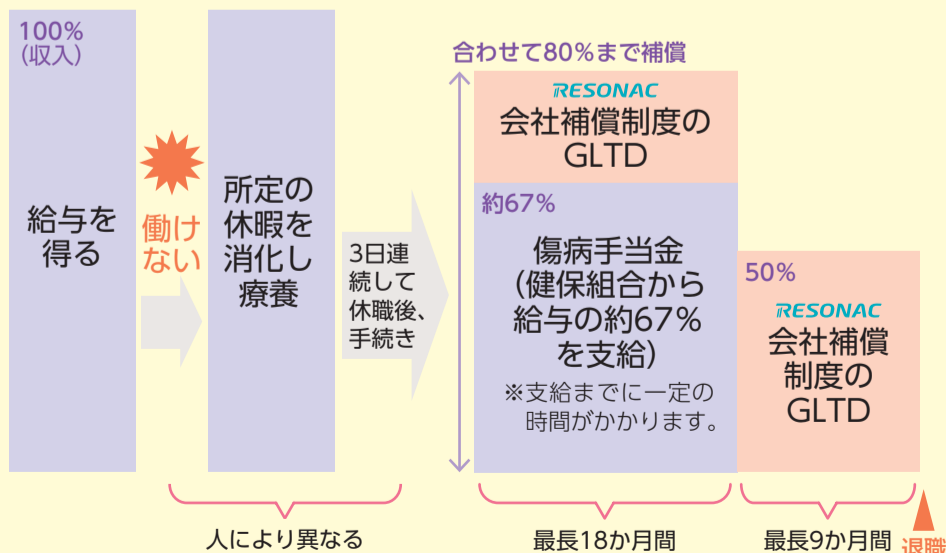 100%
(収入)
給与を
得る
働け
ない
所定の
休暇を
消化し
療養
3日連
続して
休職後、
手続き
合わせて80%まで補償
RESONAC
会社補償制度の
GLTD
約67%
傷病手当金
(健保組合から
給与の約67%
を支給)
※支給までに一定の
時間がかかります。
50%
RESONAC
会社補償
制度の
GLTD
人により異なる
最長18か月間
最長9か月間
退職